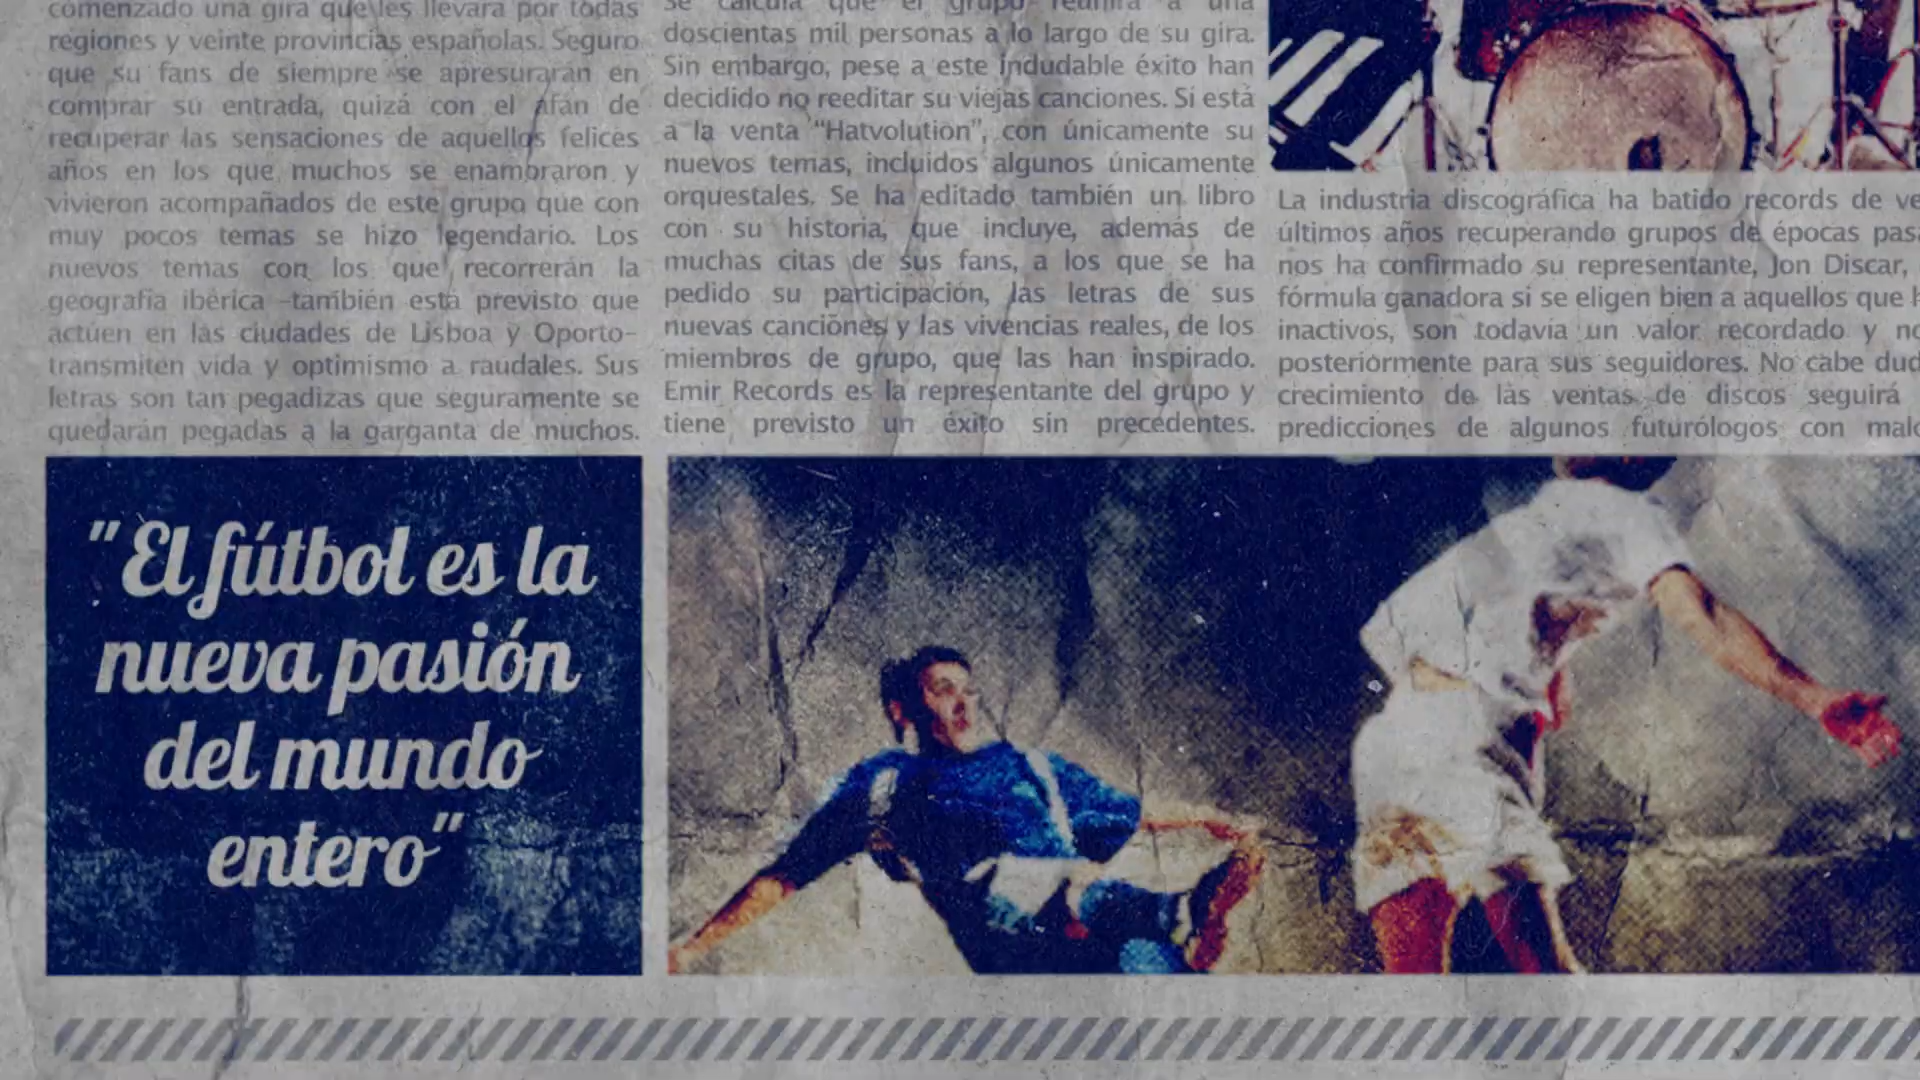 comenzado una gira que les llevará por todas
regiones y veinte provincias españolas. Seguro
que su fans de siempre se apresuraran en
comprar su entrada, quizá con el afán de
recuperar las sensaciones de aquellos felices
años en los que muchos se enamoraron y
vivieron acompañados de este grupo que con
muy pocos temas se hizo legendario. Los
nuevos temas con los que recorrerán la
geografía ibérica –también está previsto que
actúen en las ciudades de Lisboa y Oporto–
transmiten vida y optimismo a raudales. Sus
letras son tan pegadizas que seguramente se
quedarán pegadas a la garganta de muchos.
Se calcula que el grupo reunirá a una
doscientas mil personas a lo largo de su gira.
Sin embargo, pese a este indudable éxito han
decidido no reeditar su viejas canciones. Sí está
a la venta “Hatvolution”, con únicamente su
nuevos temas, incluidos algunos únicamente
orquestales. Se ha editado también un libro
con su historia, que incluye, además de
muchas citas de sus fans, a los que se ha
pedido su participación, las letras de sus
nuevas canciones y las vivencias reales, de los
miembros de grupo, que las han inspirado.
Emir Records es la representante del grupo y
tiene previsto un éxito sin precedentes.
La industria discográfica ha batido records de
últimos años recuperando grupos de épocas
nos ha confirmado su representante, Jon Discar,
fórmula ganadora si se eligen bien a aquellos que
inactivos, son todavía un valor recordado y
posteriormente para sus seguidores. No cabe
crecimiento de las ventas de discos seguirá
predicciones de algunos futurólogos con
"El fútbol es la
nueva pasión
del mundo
entero"